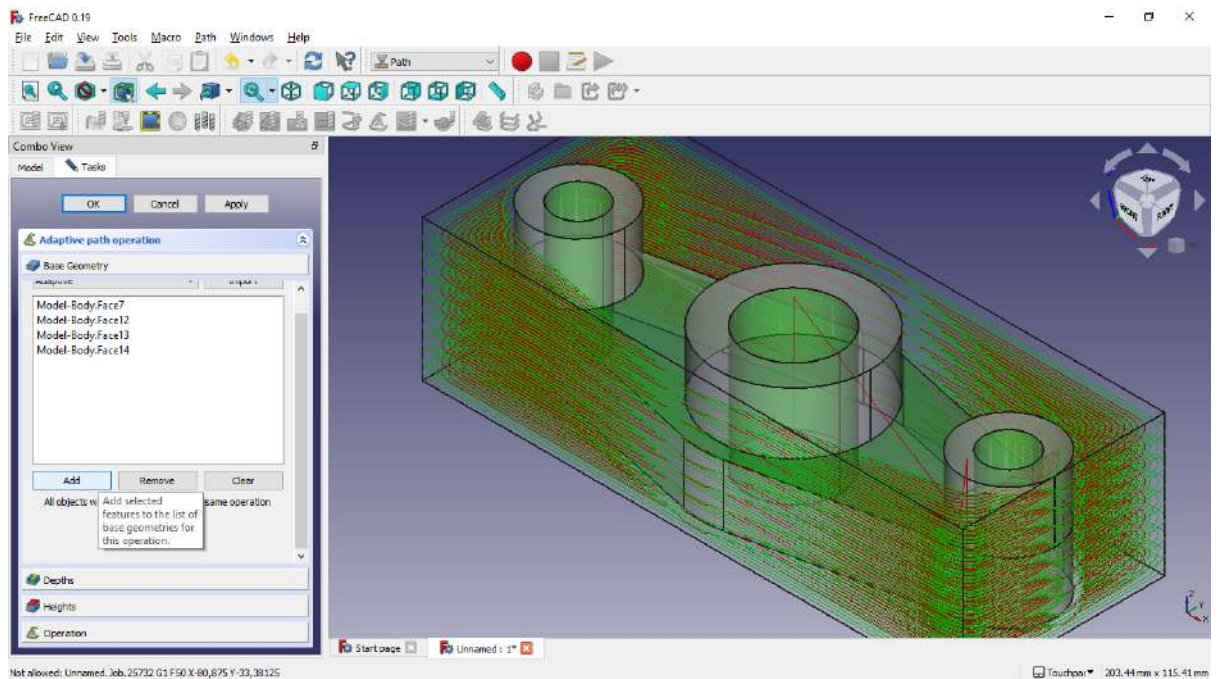 FreeCAD 0.19
File Edit View Tools Macro Path Windows Help
Path
Combo View
Model Tasks
OK Cancel Apply
Adaptive path operation
Base Geometry
Adaptive Import
Model-Body.Face7
Model-Body.Face12
Model-Body.Face13
Model-Body.Face14
Add Remove Clear
All objects w
same operation
Add selected
features to the list of
base geometries for
this operation.
Depths
Heights
Operation
Start page Unnamed : 1*
Not allowed: Unnamed. Job. 25732 G1 F50 X-80,875 Y-33,38125
Touchpar 203.44 mm x 115.41 mm
Z
Y
X